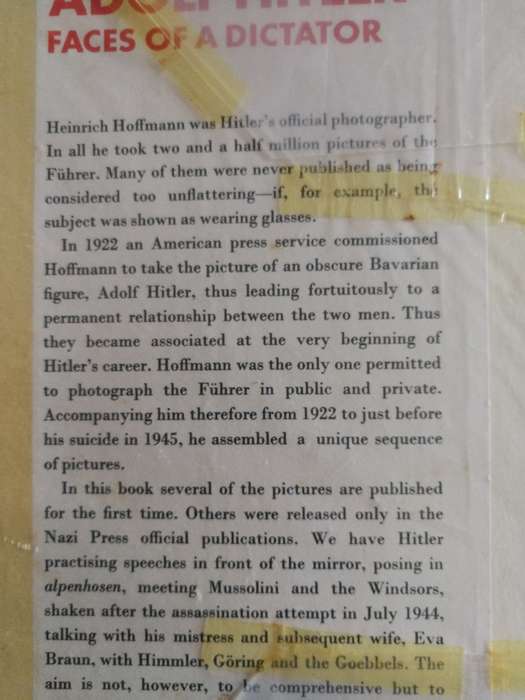 ADOLF HITLER
FACES OF A DICTATOR
Heinrich Hoffmann was Hitler's official photographer.
In all he took two and a half million pictures of the
Führer. Many of them were never published as being
considered too unflattering—if, for example, the
subject was shown as wearing glasses.
In 1922 an American press service commissioned
Hoffmann to take the picture of an obscure Bavarian
figure, Adolf Hitler, thus leading fortuitously to a
permanent relationship between the two men. Thus
they became associated at the very beginning of
Hitler's career. Hoffmann was the only one permitted
to photograph the Führer in public and private.
Accompanying him therefore from 1922 to just before
his suicide in 1945, he assembled a unique sequence
of pictures.
In this book several of the pictures are published
for the first time. Others were released only in the
Nazi Press official publications. We have Hitler
practising speeches in front of the mirror, posing in
alpenhosen, meeting Mussolini and the Windsors,
shaken after the assassination attempt in July 1944,
talking with his mistress and subsequent wife, Eva
Braun, with Himmler, Göring and the Goebbels. The
aim is not, however, to be comprehensive but to